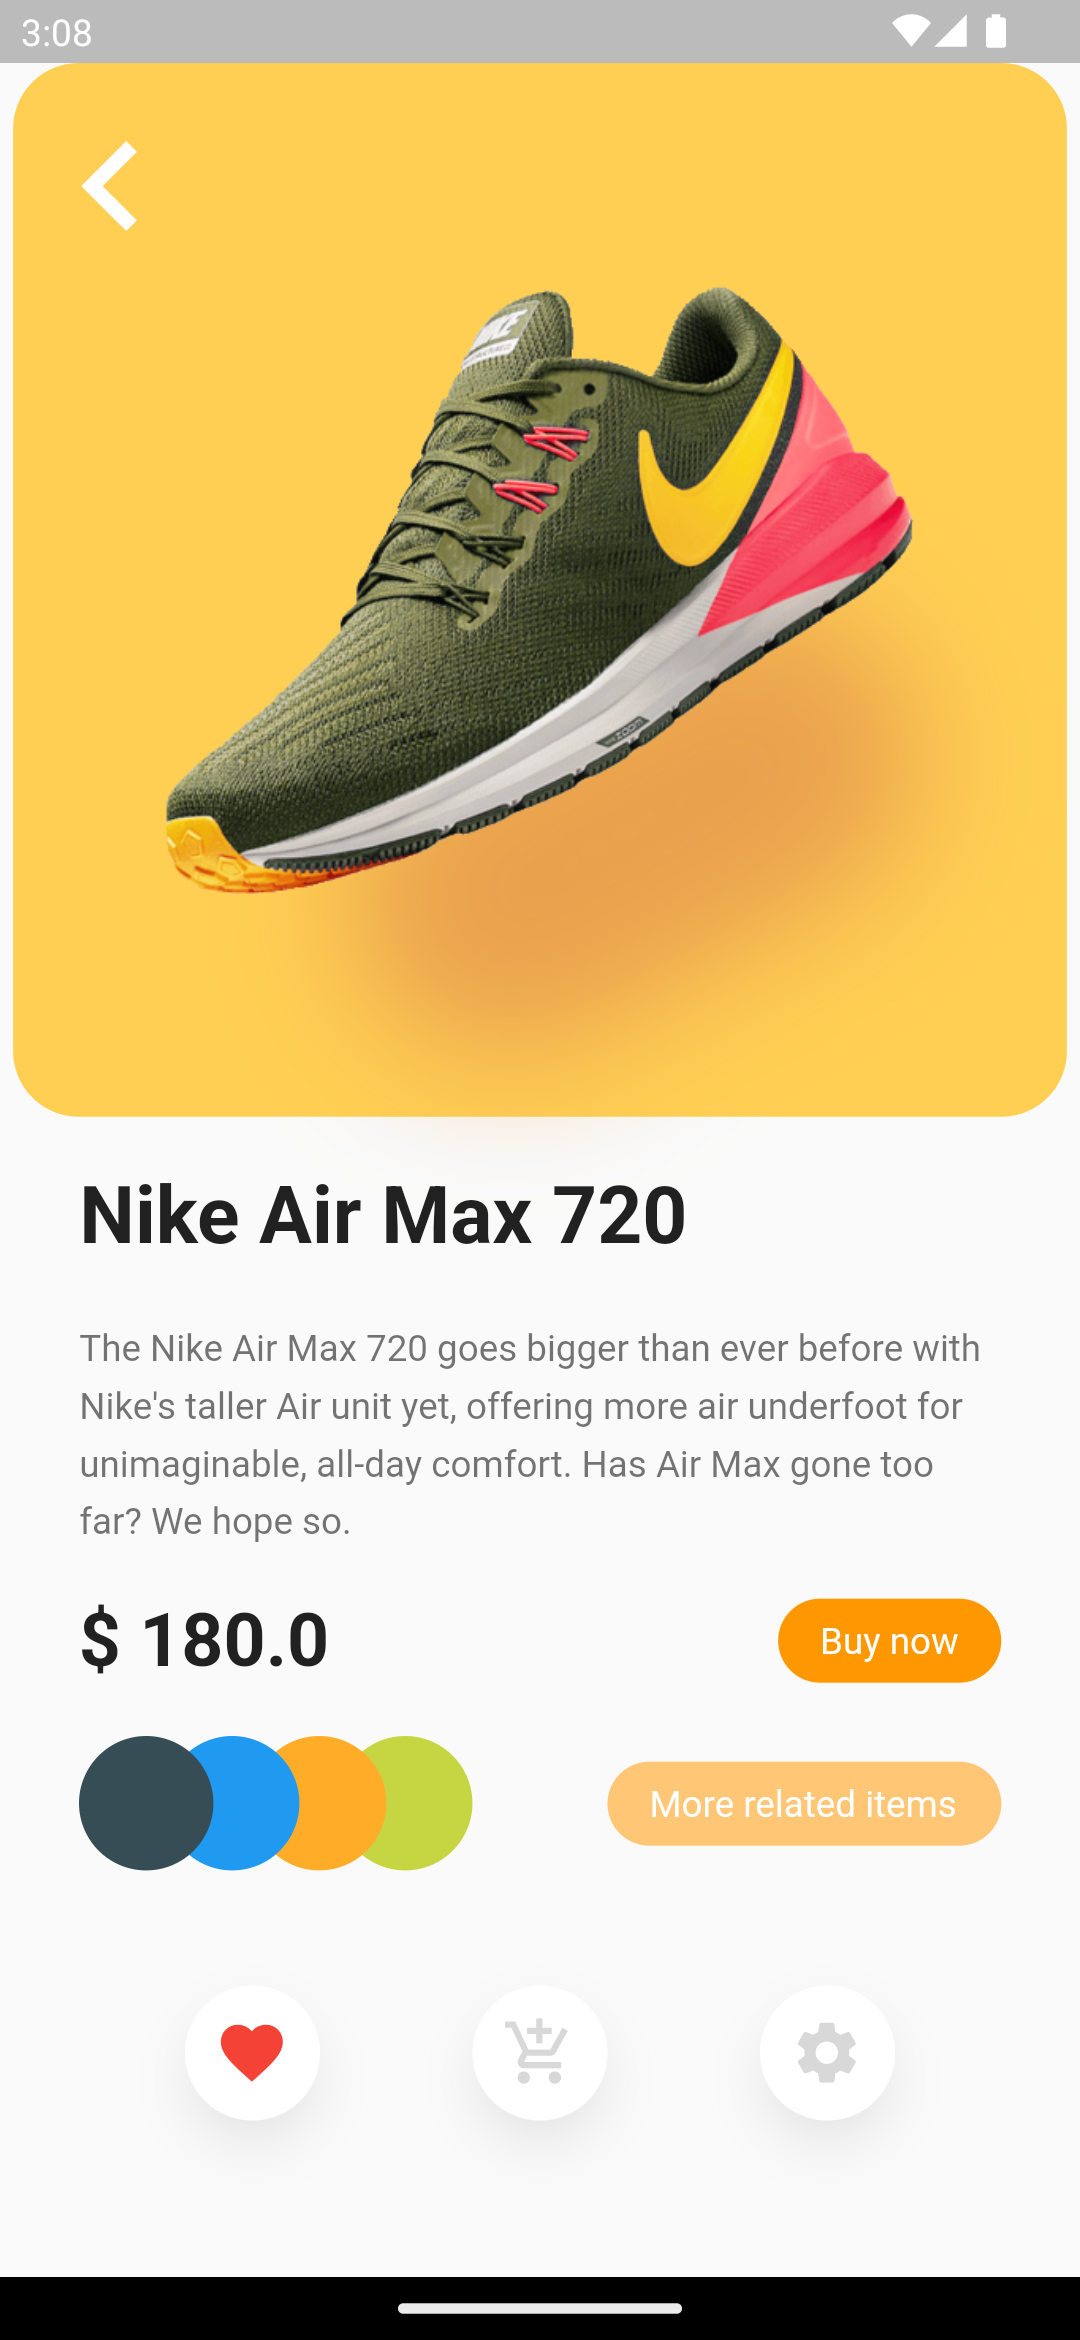 3:08
NIKE
ZOOM
Nike Air Max 720
The Nike Air Max 720 goes bigger than ever before with
Nike's taller Air unit yet, offering more air underfoot for
unimaginable, all-day comfort. Has Air Max gone too
far? We hope so.
$ 180.0
Buy now
More related items